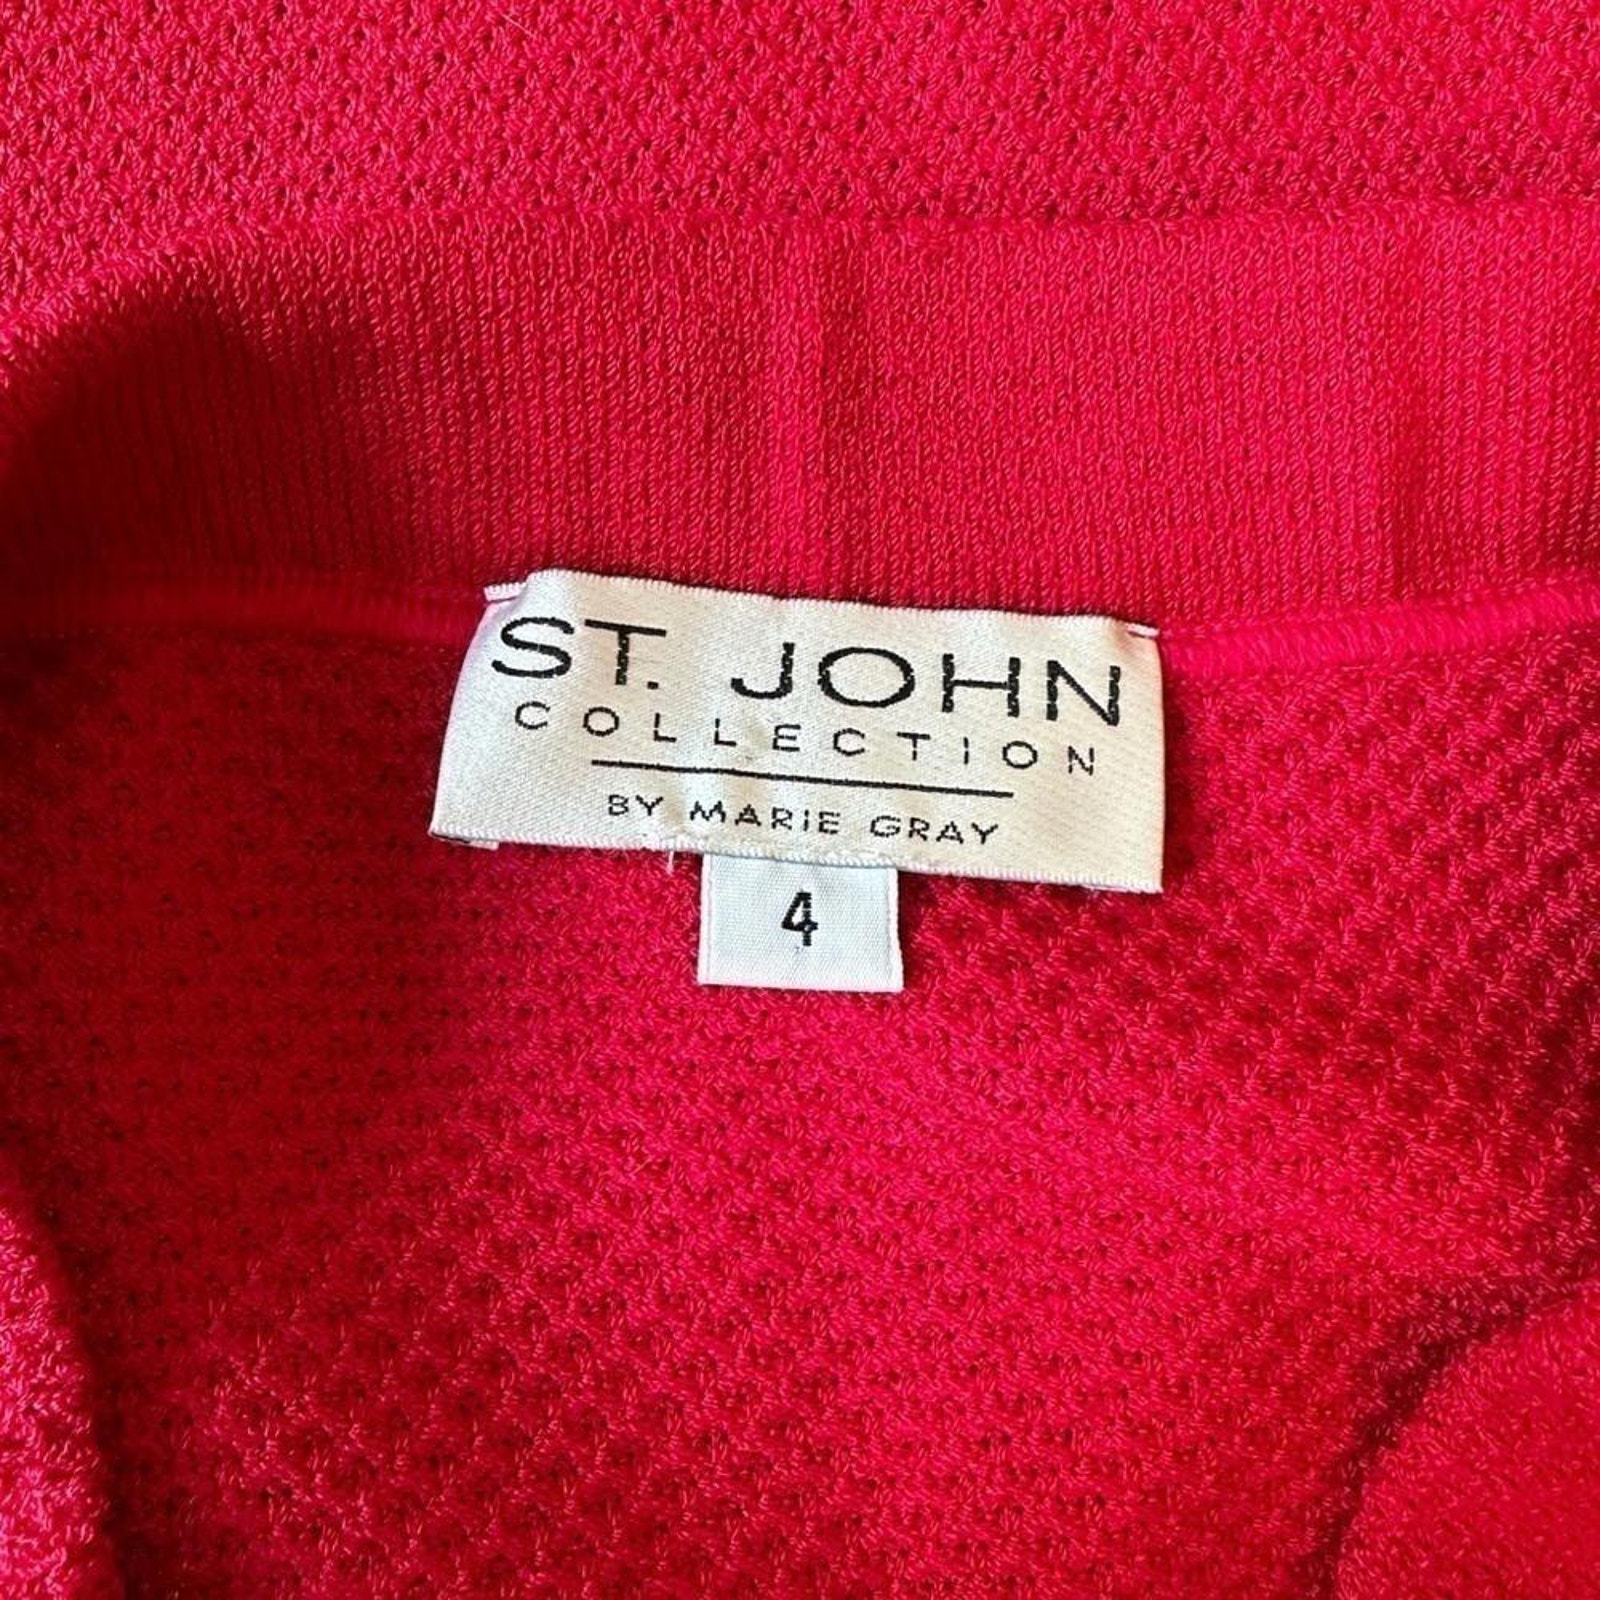 ST. JOHN
COLLECTION
BY MARIE GRAY
4